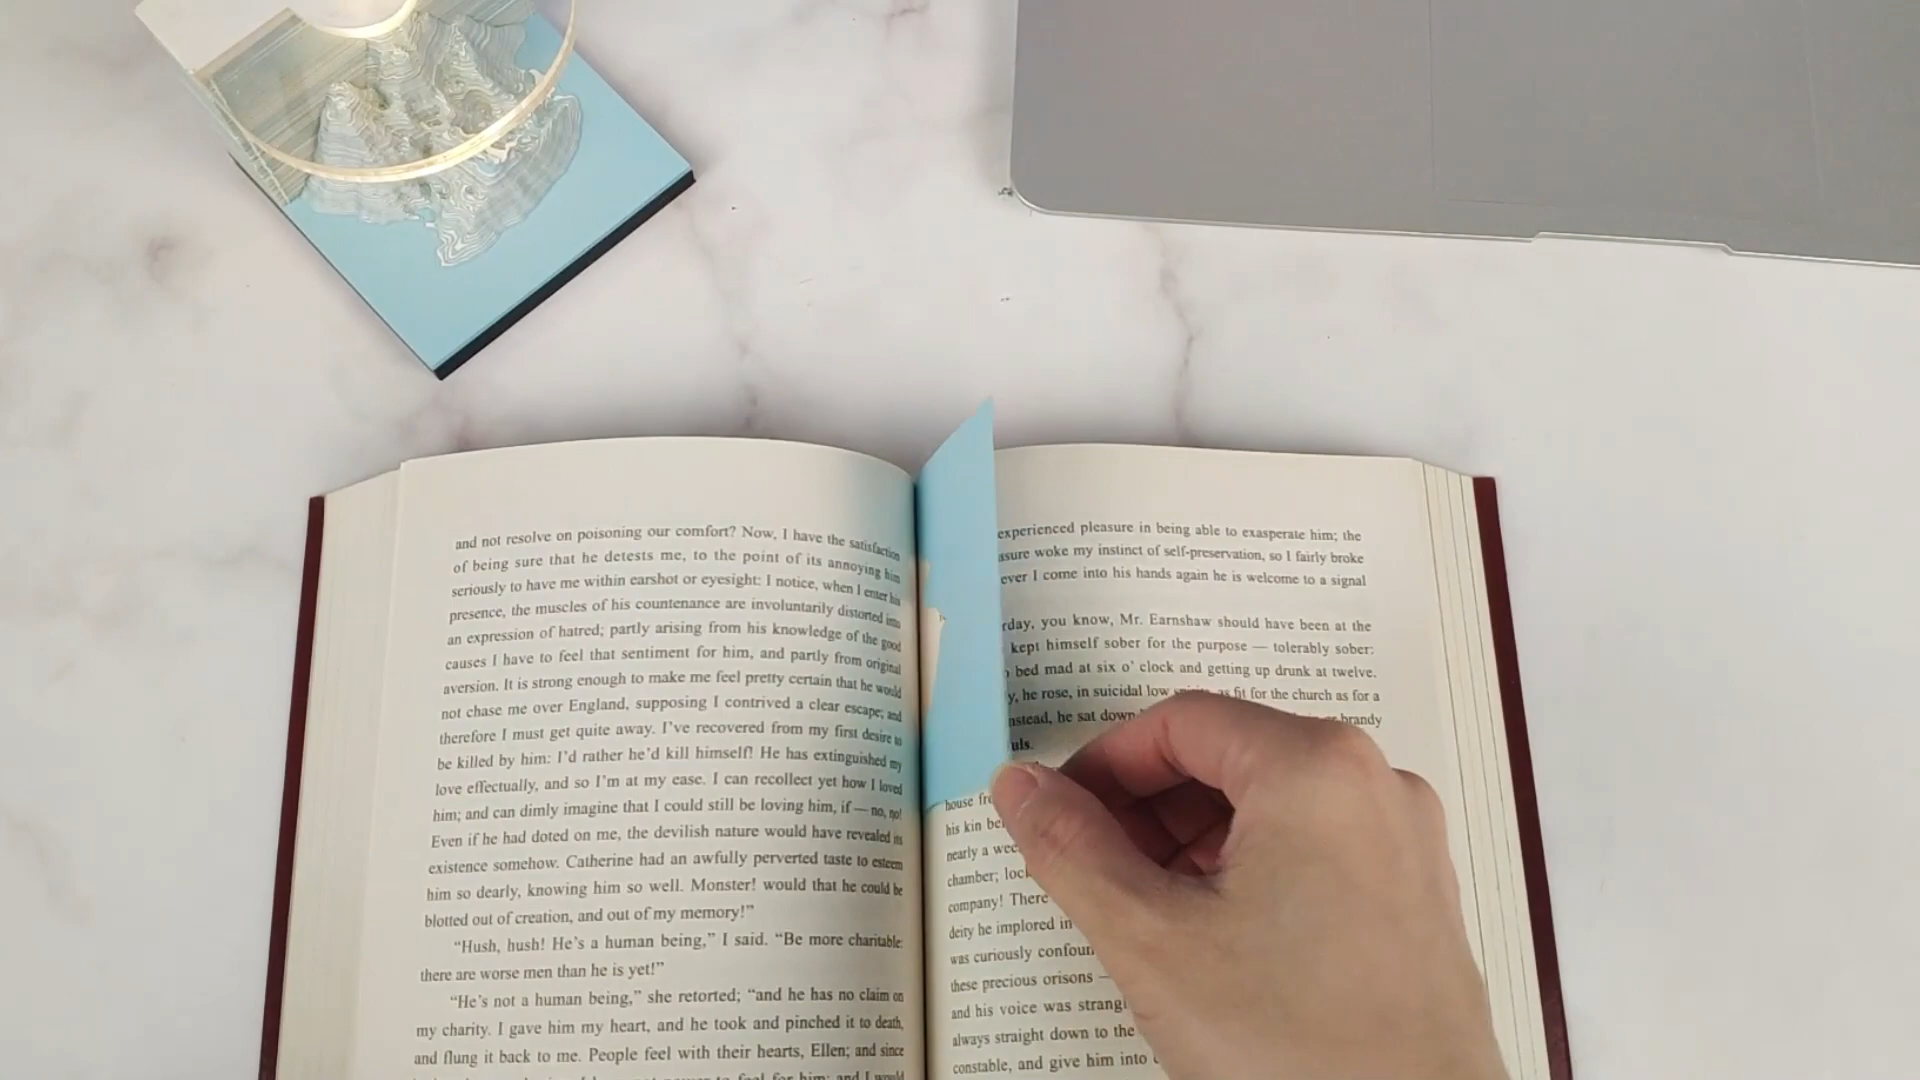 and not resolve on poisoning our comfort? Now, I have the satisfaction
of being sure that he detests me, to the point of its annoying him
seriously to have me within earshot or eyesight: I notice, when I enter his
presence, the muscles of his countenance are involuntarily distorted into
an expression of hatred; partly arising from his knowledge of the good
causes I have to feel that sentiment for him, and partly from original
aversion. It is strong enough to make me feel pretty certain that he would
not chase me over England, supposing I contrived a clear escape; and
therefore I must get quite away. I’ve recovered from my first desire to
be killed by him: I’d rather he’d kill himself! He has extinguished my
love effectually, and so I’m at my ease. I can recollect yet how I loved
him; and can dimly imagine that I could still be loving him, if — no, no!
Even if he had doted on me, the devilish nature would have revealed its
existence somehow. Catherine had an awfully perverted taste to esteem
him so dearly, knowing him so well. Monster! would that he could be
blotted out of creation, and out of my memory!”
“Hush, hush! He’s a human being,” I said. “Be more charitable:
there are worse men than he is yet!”
“He’s not a human being,” she retorted; “and he has no claim on
my charity. I gave him my heart, and he took and pinched it to death,
and flung it back to me. People feel with their hearts, Ellen; and since
to feel for him: and I would
experienced pleasure in being able to exasperate him; the
woke my instinct of self-preservation, so I fairly broke
ever I come into his hands again he is welcome to a signal
you know, Mr. Earnshaw should have been at the
kept himself sober for the purpose — tolerably sober:
bed mad at six o’ clock and getting up drunk at twelve.
he rose, in suicidal low as fit for the church as for a
he sat down brandy
house
his kin
nearly a
chamber;
company! There
deity he implored
was curiously
these precious orisons —
and his voice was
always straight down to the
constable, and give him into